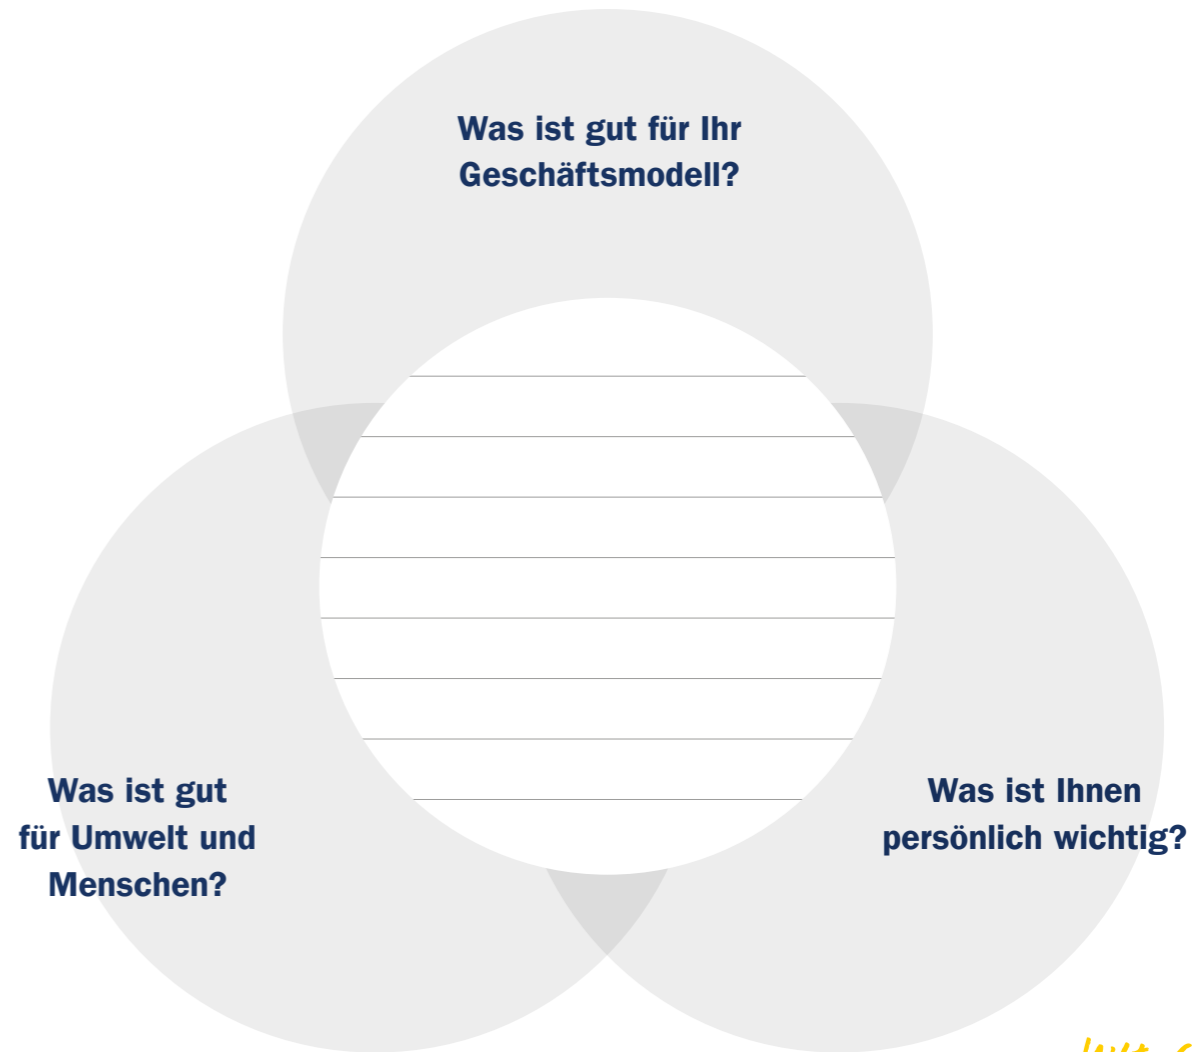 Was ist gut für Ihr
Geschäftsmodell?
Was ist gut
für Umwelt und
Menschen?
Was ist Ihnen
persönlich wichtig?